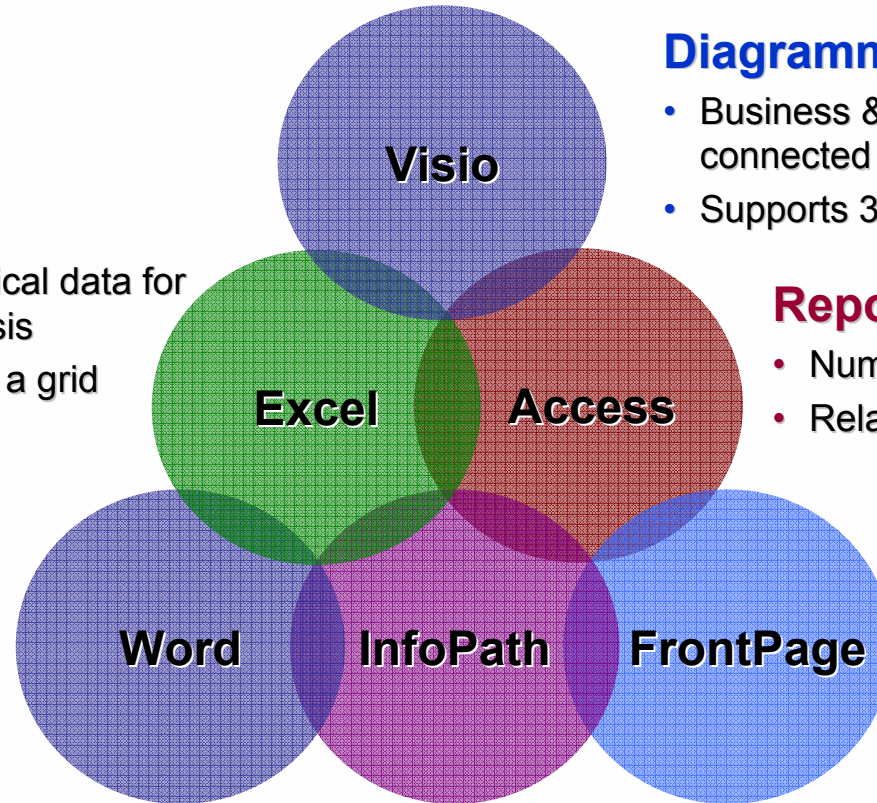 Visio
Diagramm
• Business &
connected
• Supports 3
ical data for
sis
a grid
Repo
• Num
• Rela
Excel
Access
Word
InfoPath
FrontPage